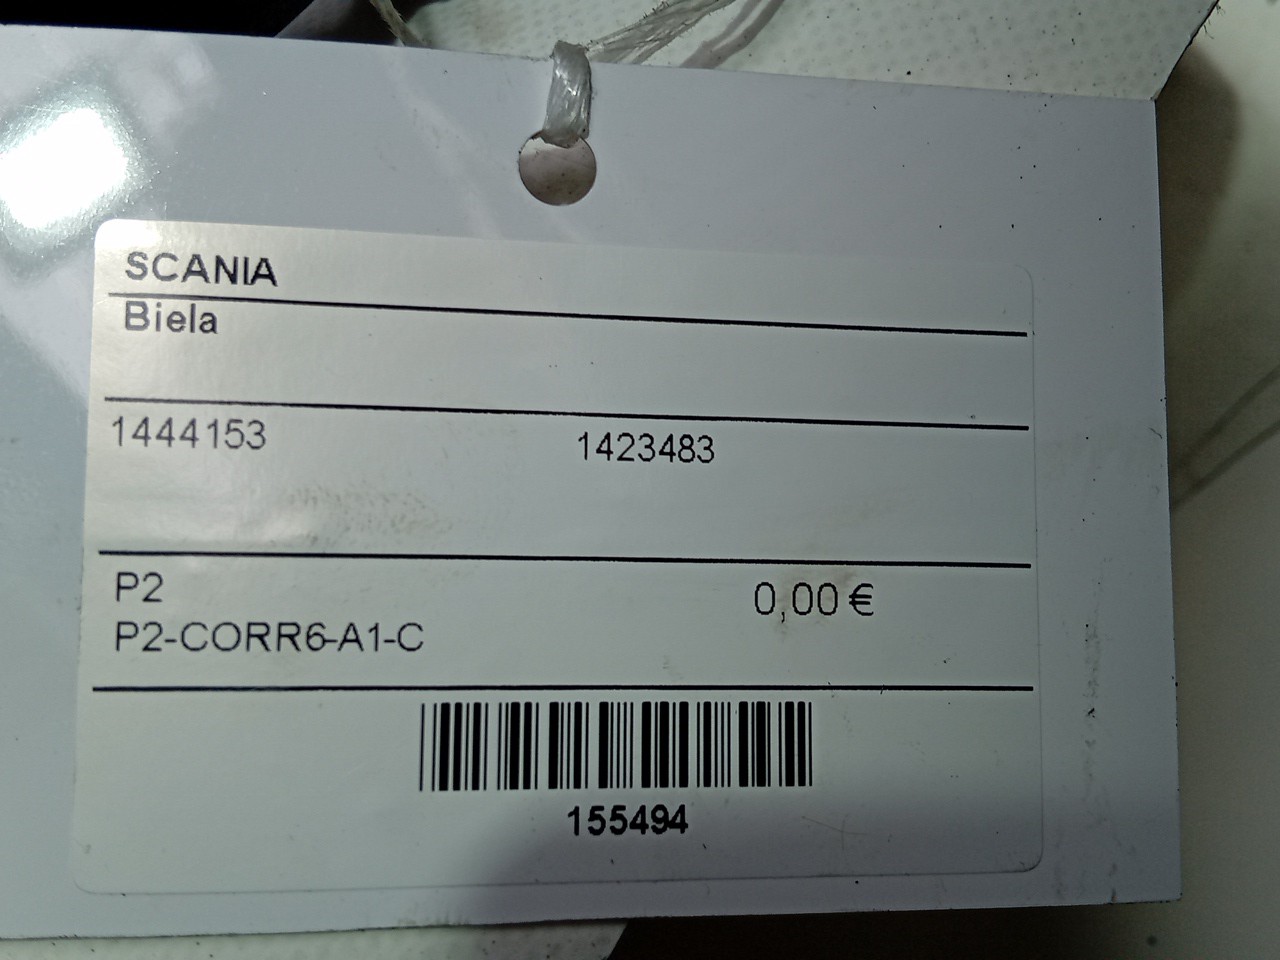 SCANIA
Biela
1444153 1423483
P2 0,00 €
P2-CORR6-A1-C
155494